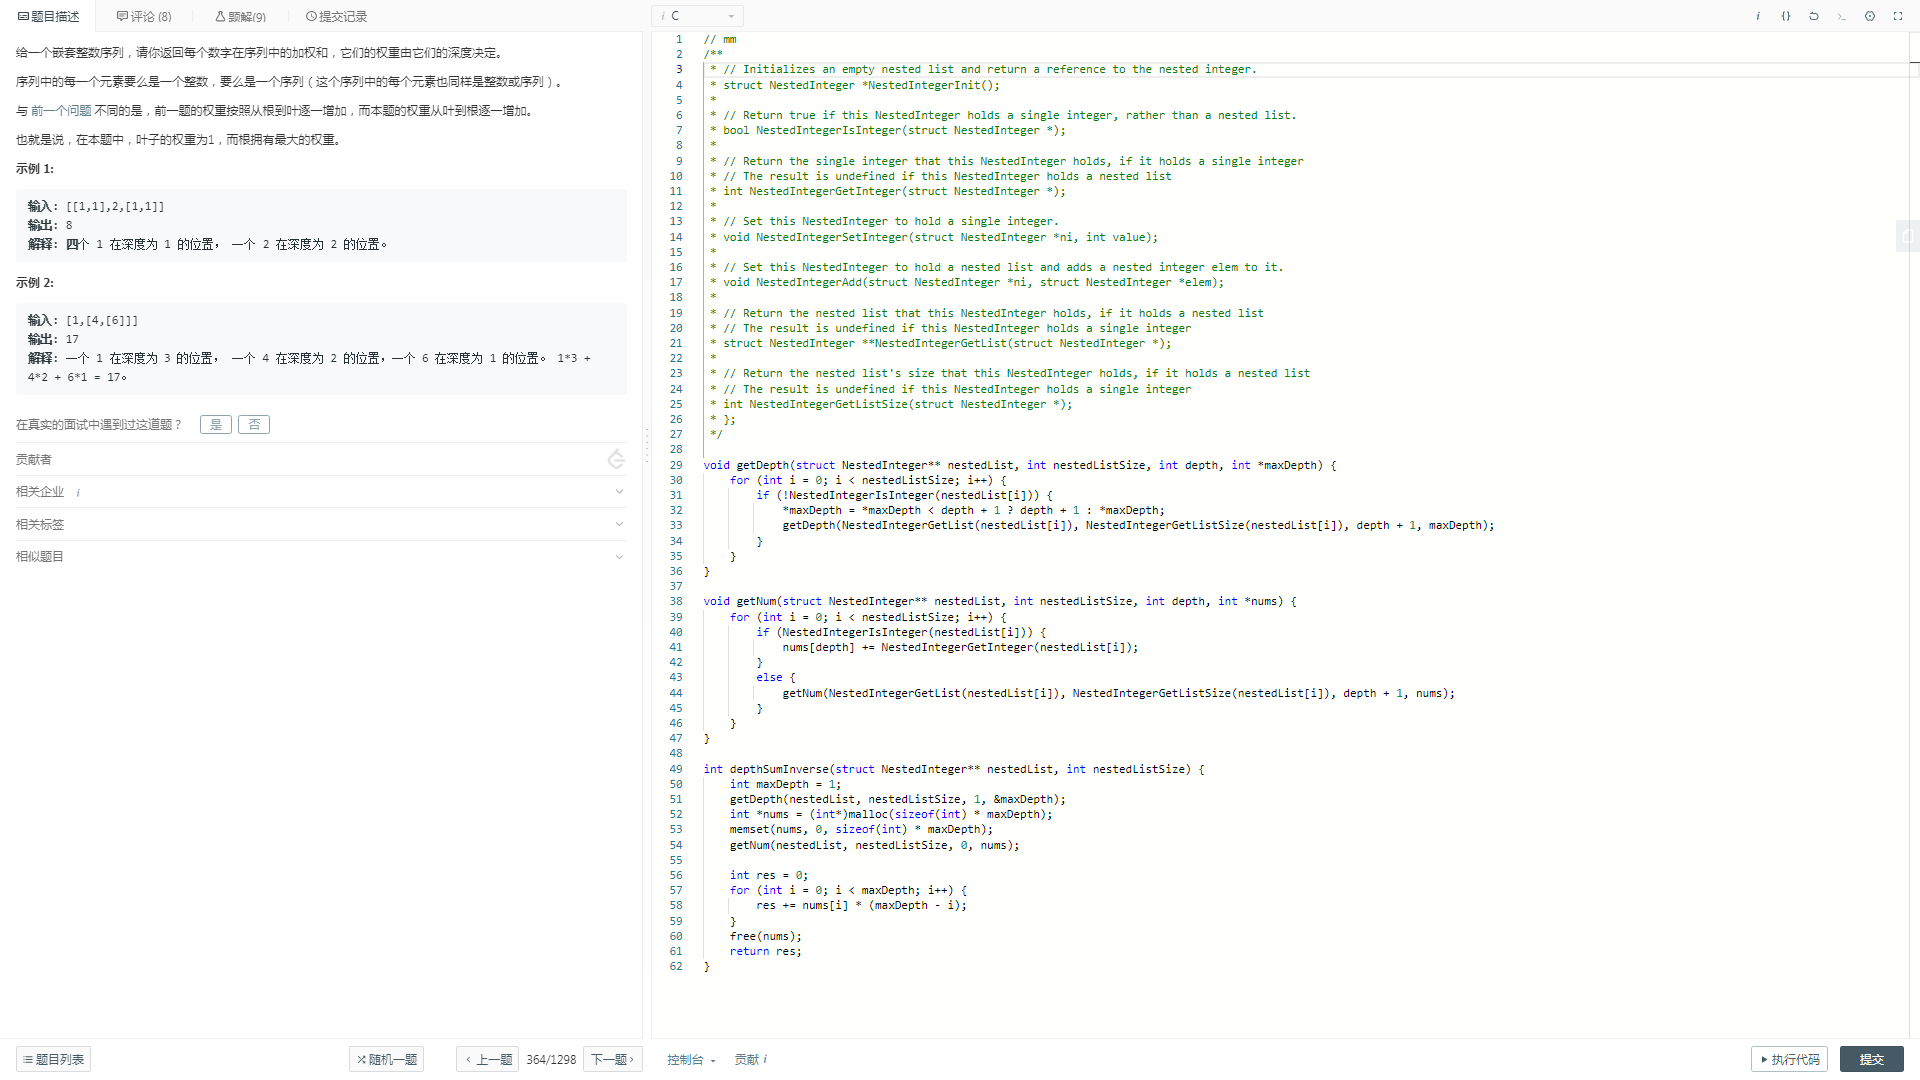 题目描述 评论 (8) 题解(9) 提交记录
给一个嵌套整数序列，请你返回每个数字在序列中的加权和，它们的权重由它们的深度决定。
序列中的每一个元素要么是一个整数，要么是一个序列（这个序列中的每个元素也同样是整数或序列）。
与 前一个问题 不同的是，前一题的权重按照从根到叶逐一增加，而本题的权重从叶到根逐一增加。
也就是说，在本题中，叶子的权重为1，而根拥有最大的权重。
示例 1:
输入: [[1,1],2,[1,1]]
输出: 8
解释: 四个 1 在深度为 1 的位置， 一个 2 在深度为 2 的位置。
示例 2:
输入: [1,[4,[6]]]
输出: 17
解释: 一个 1 在深度为 3 的位置， 一个 4 在深度为 2 的位置，一个 6 在深度为 1 的位置。 1*3 +
4*2 + 6*1 = 17。
在真实的面试中遇到过这道题？ 是 否
贡献者
相关企业 i
相关标签
相似题目
题目列表 随机一题 ‹ 上一题 364/1298 下一题 ›
i C
i {}
1 // mm
2 /**
3 * // Initializes an empty nested list and return a reference to the nested integer.
4 * struct NestedInteger *NestedIntegerInit();
5 *
6 * // Return true if this NestedInteger holds a single integer, rather than a nested list.
7 * bool NestedIntegerIsInteger(struct NestedInteger *);
8 *
9 * // Return the single integer that this NestedInteger holds, if it holds a single integer
10 * // The result is undefined if this NestedInteger holds a nested list
11 * int NestedIntegerGetInteger(struct NestedInteger *);
12 *
13 * // Set this NestedInteger to hold a single integer.
14 * void NestedIntegerSetInteger(struct NestedInteger *ni, int value);
15 *
16 * // Set this NestedInteger to hold a nested list and adds a nested integer elem to it.
17 * void NestedIntegerAdd(struct NestedInteger *ni, struct NestedInteger *elem);
18 *
19 * // Return the nested list that this NestedInteger holds, if it holds a nested list
20 * // The result is undefined if this NestedInteger holds a single integer
21 * struct NestedInteger **NestedIntegerGetList(struct NestedInteger *);
22 *
23 * // Return the nested list's size that this NestedInteger holds, if it holds a nested list
24 * // The result is undefined if this NestedInteger holds a single integer
25 * int NestedIntegerGetListSize(struct NestedInteger *);
26 * };
27 */
28
29 void getDepth(struct NestedInteger** nestedList, int nestedListSize, int depth, int *maxDepth) {
30 for (int i = 0; i < nestedListSize; i++) {
31 if (!NestedIntegerIsInteger(nestedList[i])) {
32 *maxDepth = *maxDepth < depth + 1 ? depth + 1 : *maxDepth;
33 getDepth(NestedIntegerGetList(nestedList[i]), NestedIntegerGetListSize(nestedList[i]), depth + 1, maxDepth);
34 }
35 }
36 }
37
38 void getNum(struct NestedInteger** nestedList, int nestedListSize, int depth, int *nums) {
39 for (int i = 0; i < nestedListSize; i++) {
40 if (NestedIntegerIsInteger(nestedList[i])) {
41 nums[depth] += NestedIntegerGetInteger(nestedList[i]);
42 }
43 else {
44 getNum(NestedIntegerGetList(nestedList[i]), NestedIntegerGetListSize(nestedList[i]), depth + 1, nums);
45 }
46 }
47 }
48
49 int depthSumInverse(struct NestedInteger** nestedList, int nestedListSize) {
50 int maxDepth = 1;
51 getDepth(nestedList, nestedListSize, 1, &maxDepth);
52 int *nums = (int*)malloc(sizeof(int) * maxDepth);
53 memset(nums, 0, sizeof(int) * maxDepth);
54 getNum(nestedList, nestedListSize, 0, nums);
55
56 int res = 0;
57 for (int i = 0; i < maxDepth; i++) {
58 res += nums[i] * (maxDepth - i);
59 }
60 free(nums);
61 return res;
62 }
控制台 贡献 i 执行代码 提交